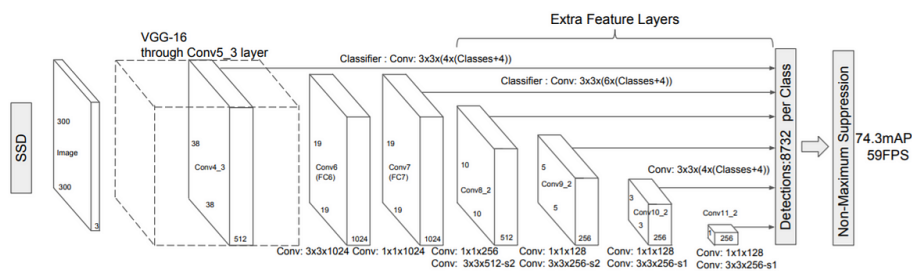 Extra Feature Layers
VGG-16
through Conv5_3 layer
Classifier : Conv: 3x3x(4x(Classes+4))
Classifier : Conv: 3x3x(6x(Classes+4))
Conv: 3x3x(4x(Classes+4))
SSD
300
Image
300
3
38
Conv4_3
38
512
19
Conv6
(FC6)
19
1024
19
Conv7
(FC7)
19
1024
10
Conv8_2
10
512
5
Conv9_2
5
256
3
Conv10_2
3
256
Conv11_2
1
256
Detections:8732 per Class
Non-Maximum Suppression
74.3mAP
59FPS
Conv: 3x3x1024
Conv: 1x1x1024
Conv: 1x1x256
Conv: 3x3x512-s2
Conv: 1x1x128
Conv: 3x3x256-s2
Conv: 1x1x128
Conv: 3x3x256-s1
Conv: 1x1x128
Conv: 3x3x256-s1